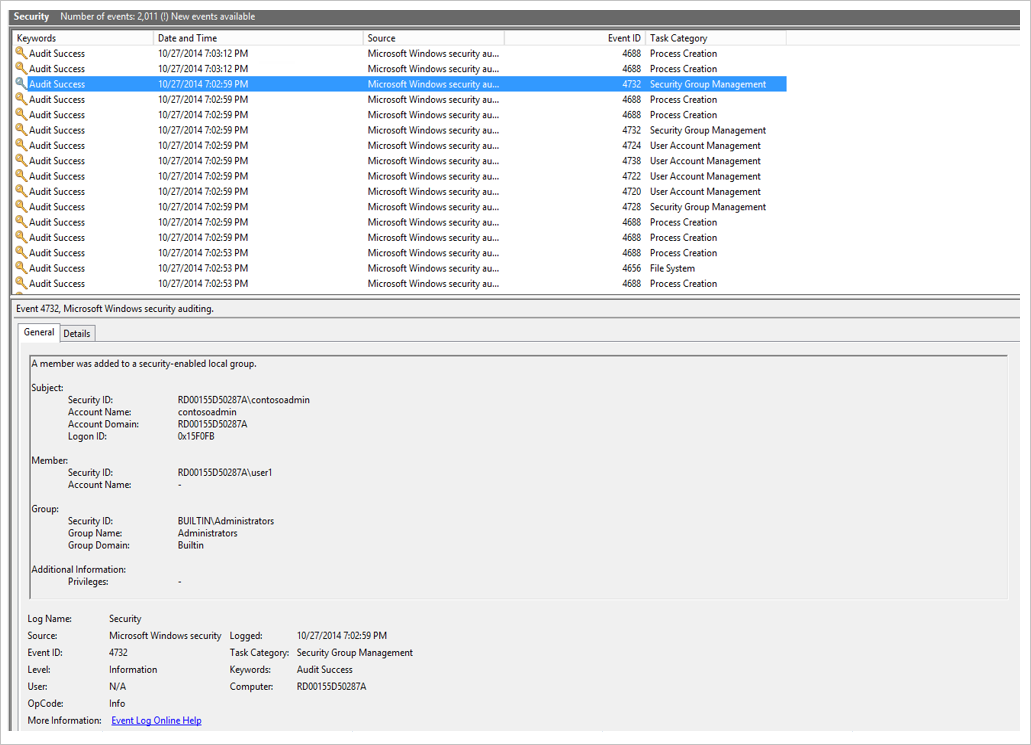 Security Number of events: 2,011 (!) New events available
Keywords Date and Time Source Event ID Task Category
Audit Success 10/27/2014 7:03:12 PM Microsoft Windows security au... 4688 Process Creation
Audit Success 10/27/2014 7:03:12 PM Microsoft Windows security au... 4688 Process Creation
Audit Success 10/27/2014 7:02:59 PM Microsoft Windows security au... 4732 Security Group Management
Audit Success 10/27/2014 7:02:59 PM Microsoft Windows security au... 4688 Process Creation
Audit Success 10/27/2014 7:02:59 PM Microsoft Windows security au... 4688 Process Creation
Audit Success 10/27/2014 7:02:59 PM Microsoft Windows security au... 4732 Security Group Management
Audit Success 10/27/2014 7:02:59 PM Microsoft Windows security au... 4724 User Account Management
Audit Success 10/27/2014 7:02:59 PM Microsoft Windows security au... 4738 User Account Management
Audit Success 10/27/2014 7:02:59 PM Microsoft Windows security au... 4722 User Account Management
Audit Success 10/27/2014 7:02:59 PM Microsoft Windows security au... 4720 User Account Management
Audit Success 10/27/2014 7:02:59 PM Microsoft Windows security au... 4728 Security Group Management
Audit Success 10/27/2014 7:02:59 PM Microsoft Windows security au... 4688 Process Creation
Audit Success 10/27/2014 7:02:59 PM Microsoft Windows security au... 4688 Process Creation
Audit Success 10/27/2014 7:02:53 PM Microsoft Windows security au... 4688 Process Creation
Audit Success 10/27/2014 7:02:53 PM Microsoft Windows security au... 4656 File System
Audit Success 10/27/2014 7:02:53 PM Microsoft Windows security au... 4688 Process Creation
Event 4732, Microsoft Windows security auditing.
General Details
A member was added to a security-enabled local group.
Subject:
Security ID: RD00155D50287A\contosoadmin
Account Name: contosoadmin
Account Domain: RD00155D50287A
Logon ID: 0x15F0FB
Member:
Security ID: RD00155D50287A\user1
Account Name: -
Group:
Security ID: BUILTIN\Administrators
Group Name: Administrators
Group Domain: Builtin
Additional Information:
Privileges: -
Log Name: Security
Source: Microsoft Windows security Logged: 10/27/2014 7:02:59 PM
Event ID: 4732 Task Category: Security Group Management
Level: Information Keywords: Audit Success
User: N/A Computer: RD00155D50287A
OpCode: Info
More Information: Event Log Online Help